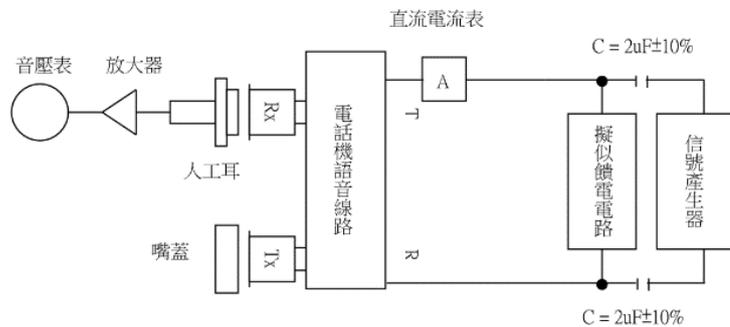 直流電流表
C = 2uF±10%
音壓表
放大器
A
Rx
T
電話機語音線路
擬似饋電電路
信號產生器
人工耳
嘴蓋
Tx
R
C = 2uF±10%